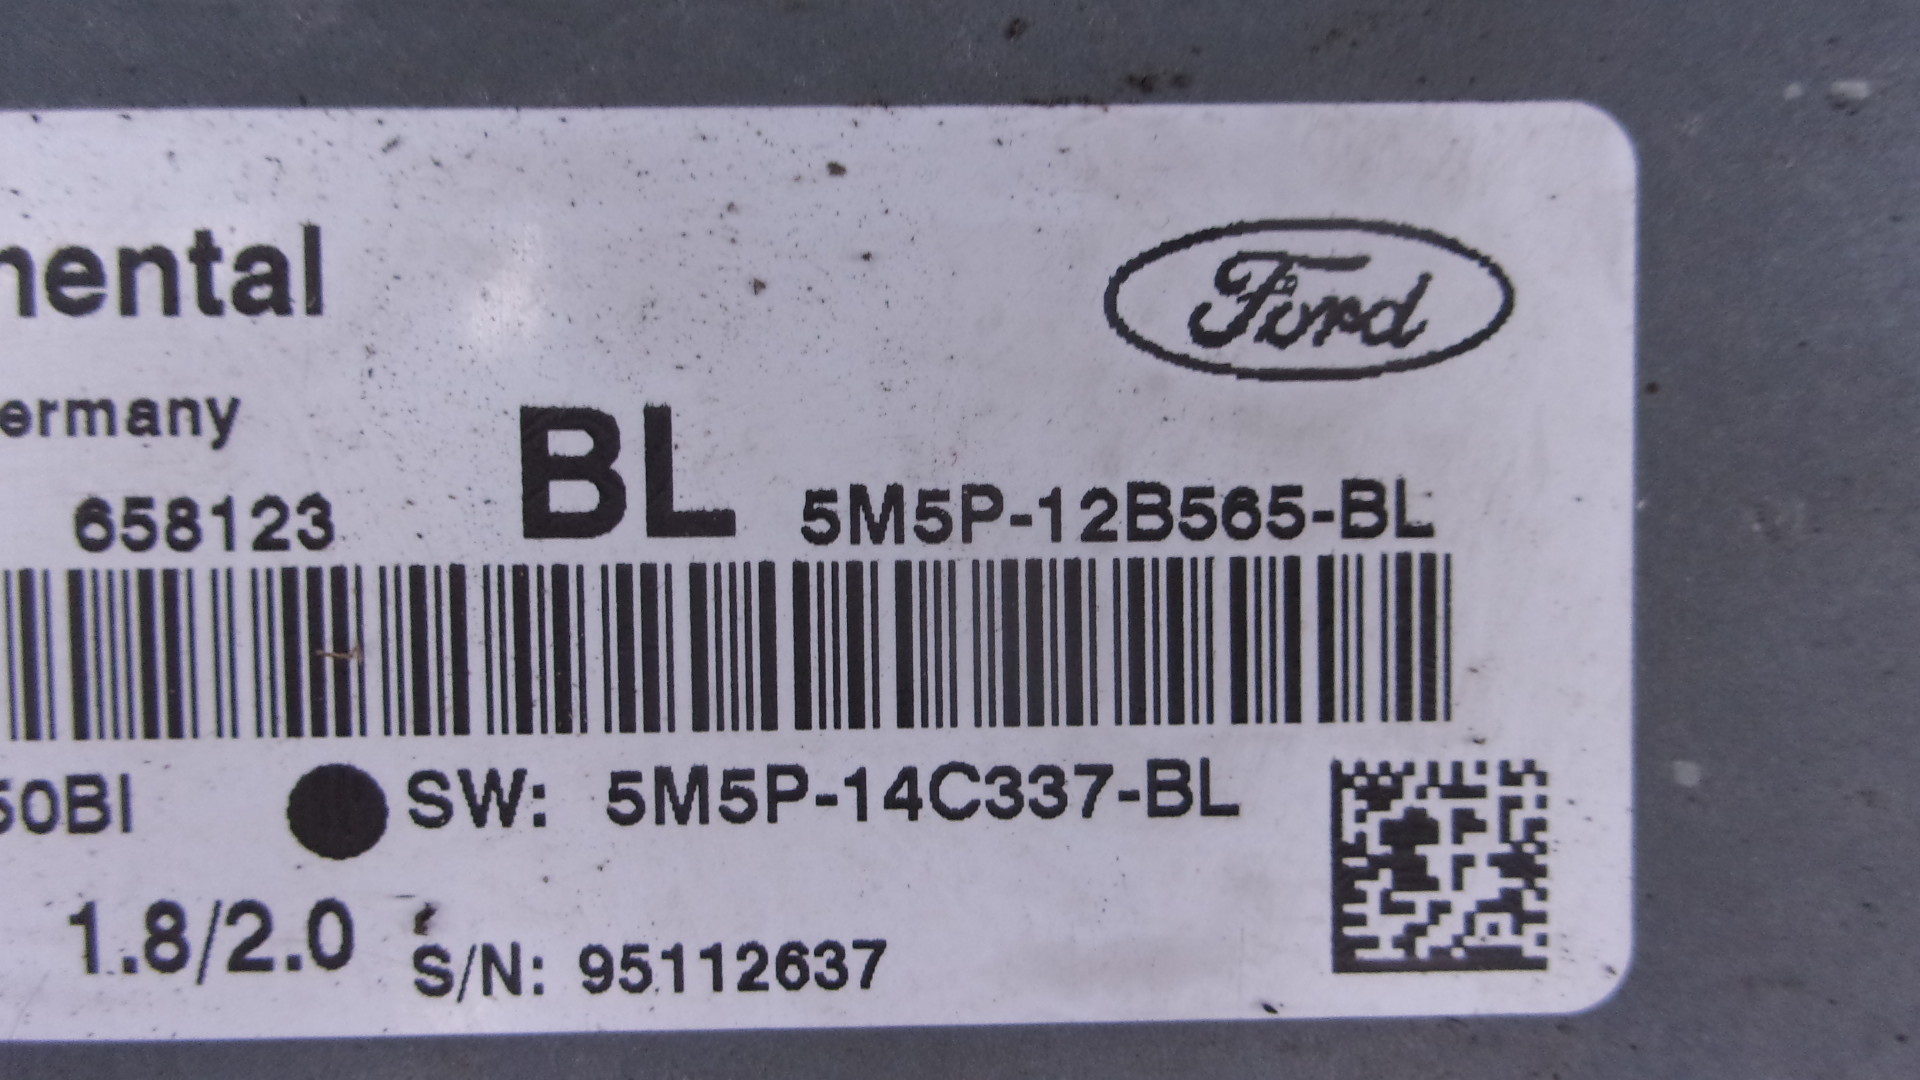 nental
Ford
ermany
658123 BL 5M5P-12B565-BL
50BI SW: 5M5P-14C337-BL
1.8/2.0 S/N: 95112637